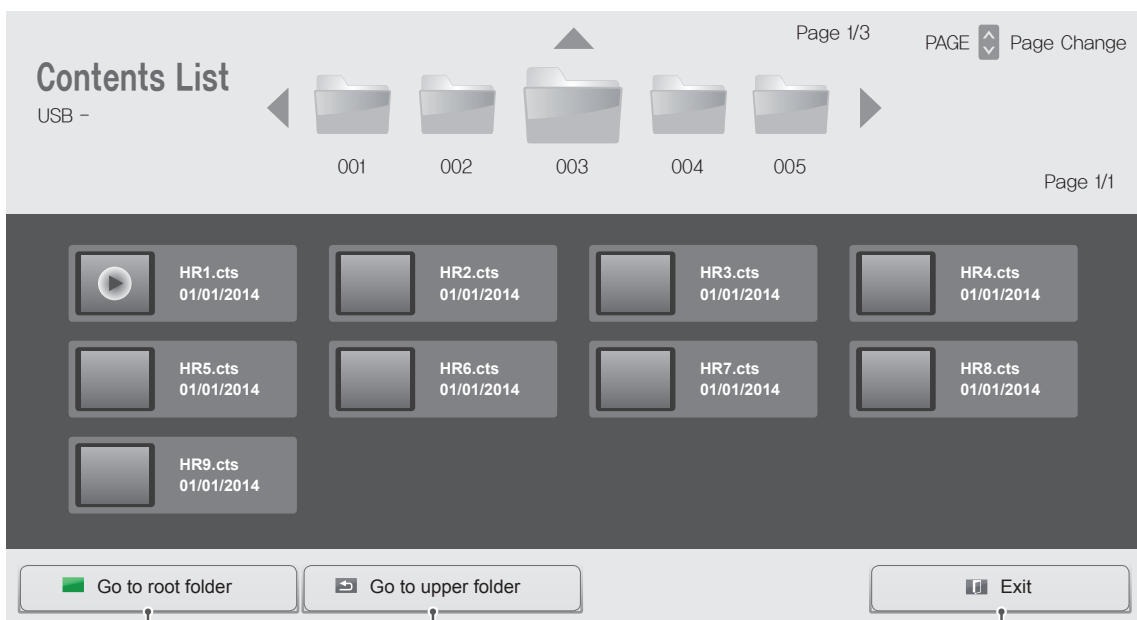 Page 1/3
PAGE Page Change
Contents List
USB -
001 002 003 004 005
Page 1/1
HR1.cts
01/01/2014
HR2.cts
01/01/2014
HR3.cts
01/01/2014
HR4.cts
01/01/2014
HR5.cts
01/01/2014
HR6.cts
01/01/2014
HR7.cts
01/01/2014
HR8.cts
01/01/2014
HR9.cts
01/01/2014
Go to root folder
Go to upper folder
Exit